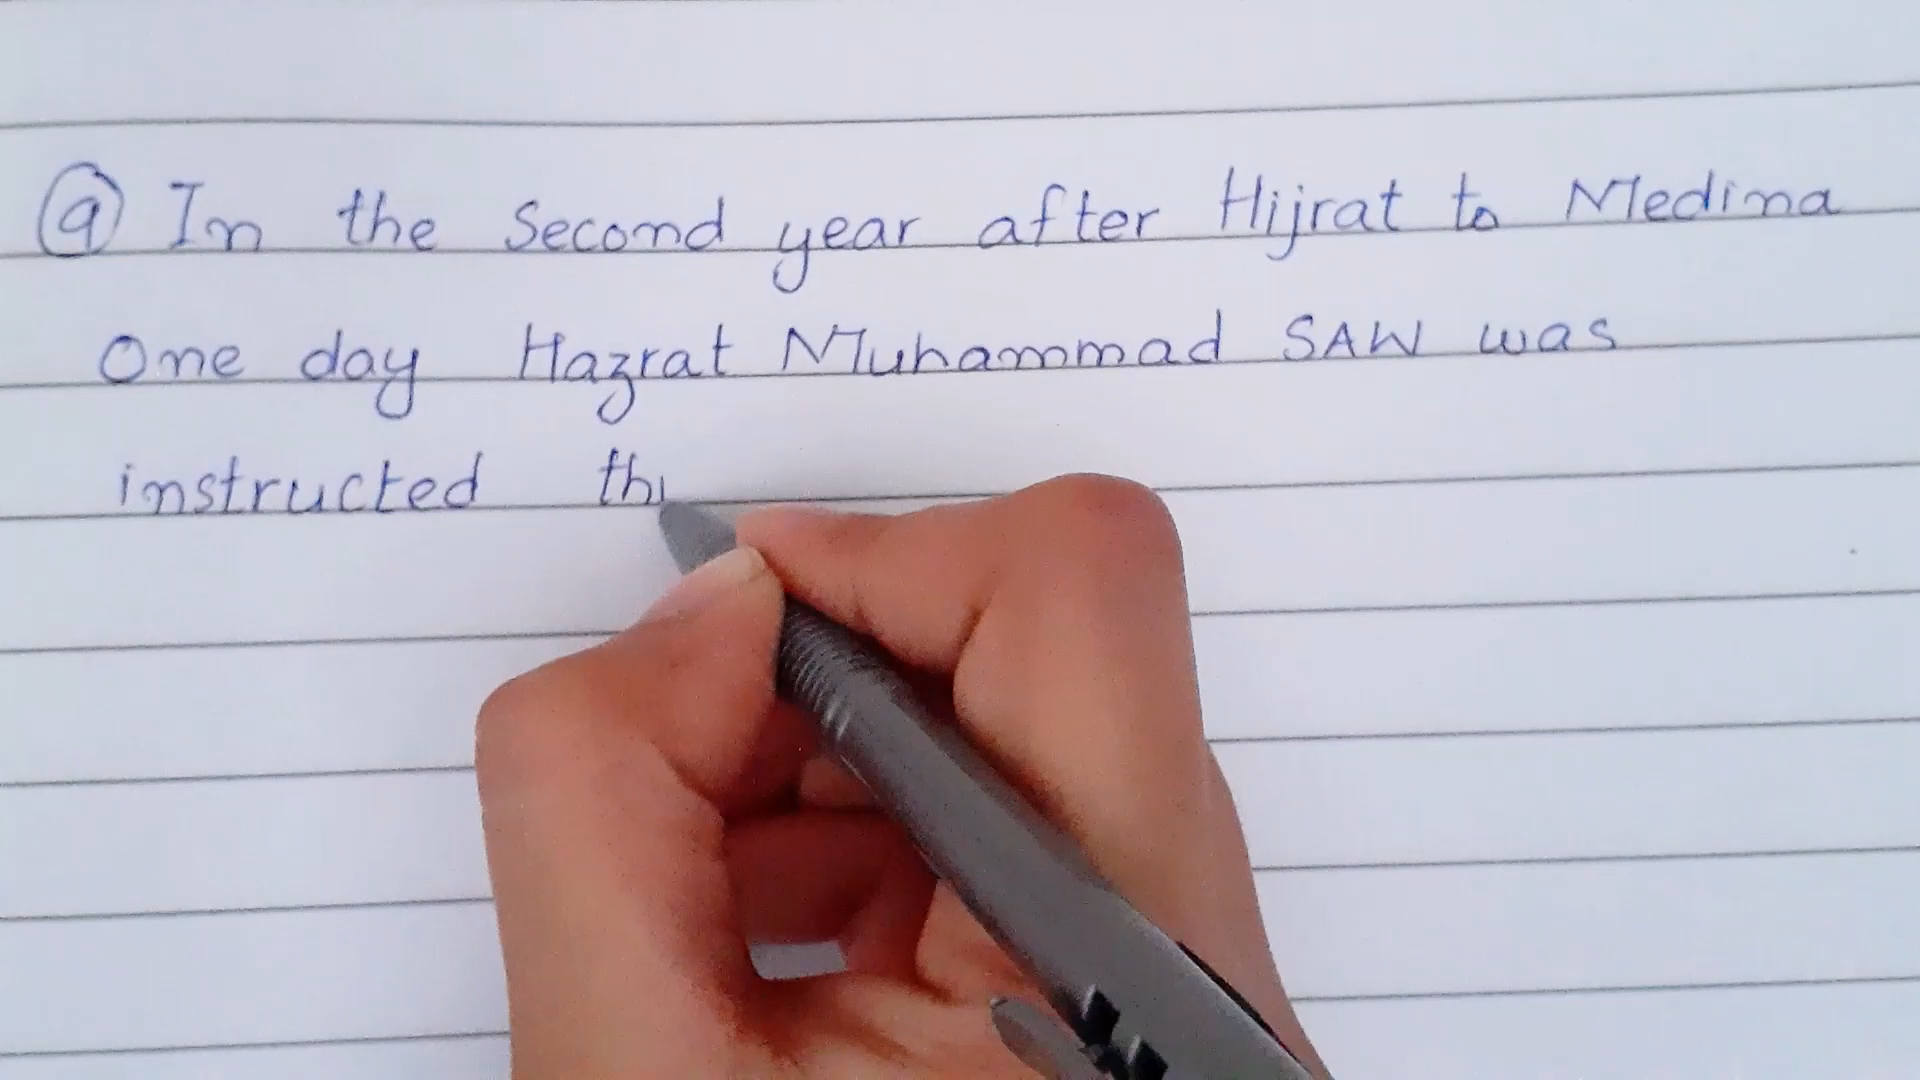 9 In the Second year after Hijrat to Medina
One day Hazrat Muhammad SAW was
instructed